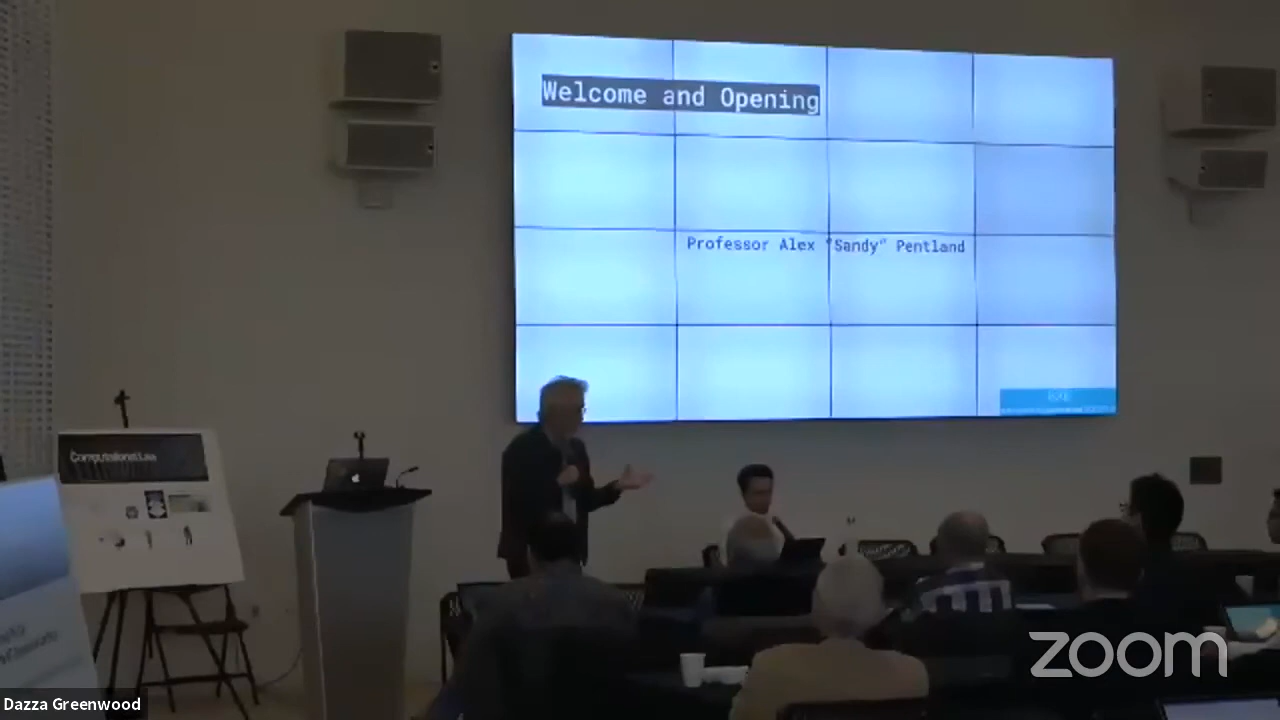 Welcome and Opening
Professor Alex "Sandy" Pentland
Computational Law
Dazza Greenwood
zoom